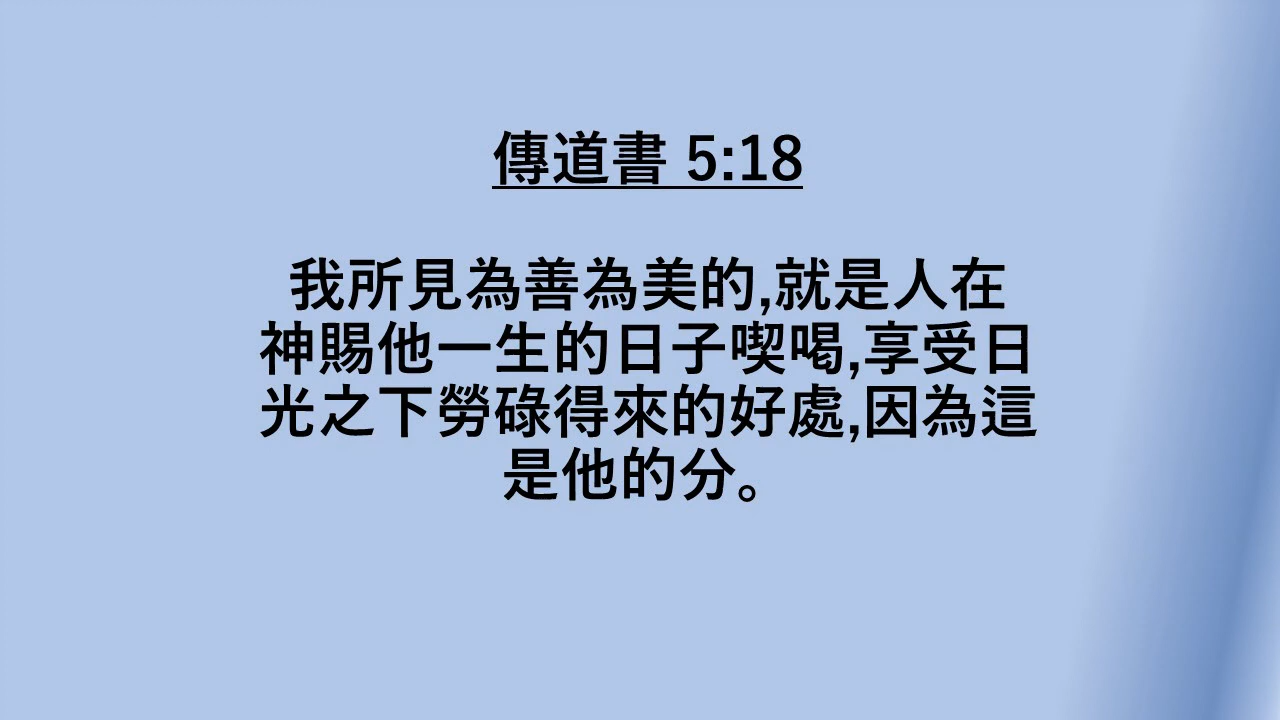 傳道書 5:18
我所見為善為美的,就是人在
神賜他一生的日子喫喝,享受日
光之下勞碌得來的好處,因為這
是他的分。